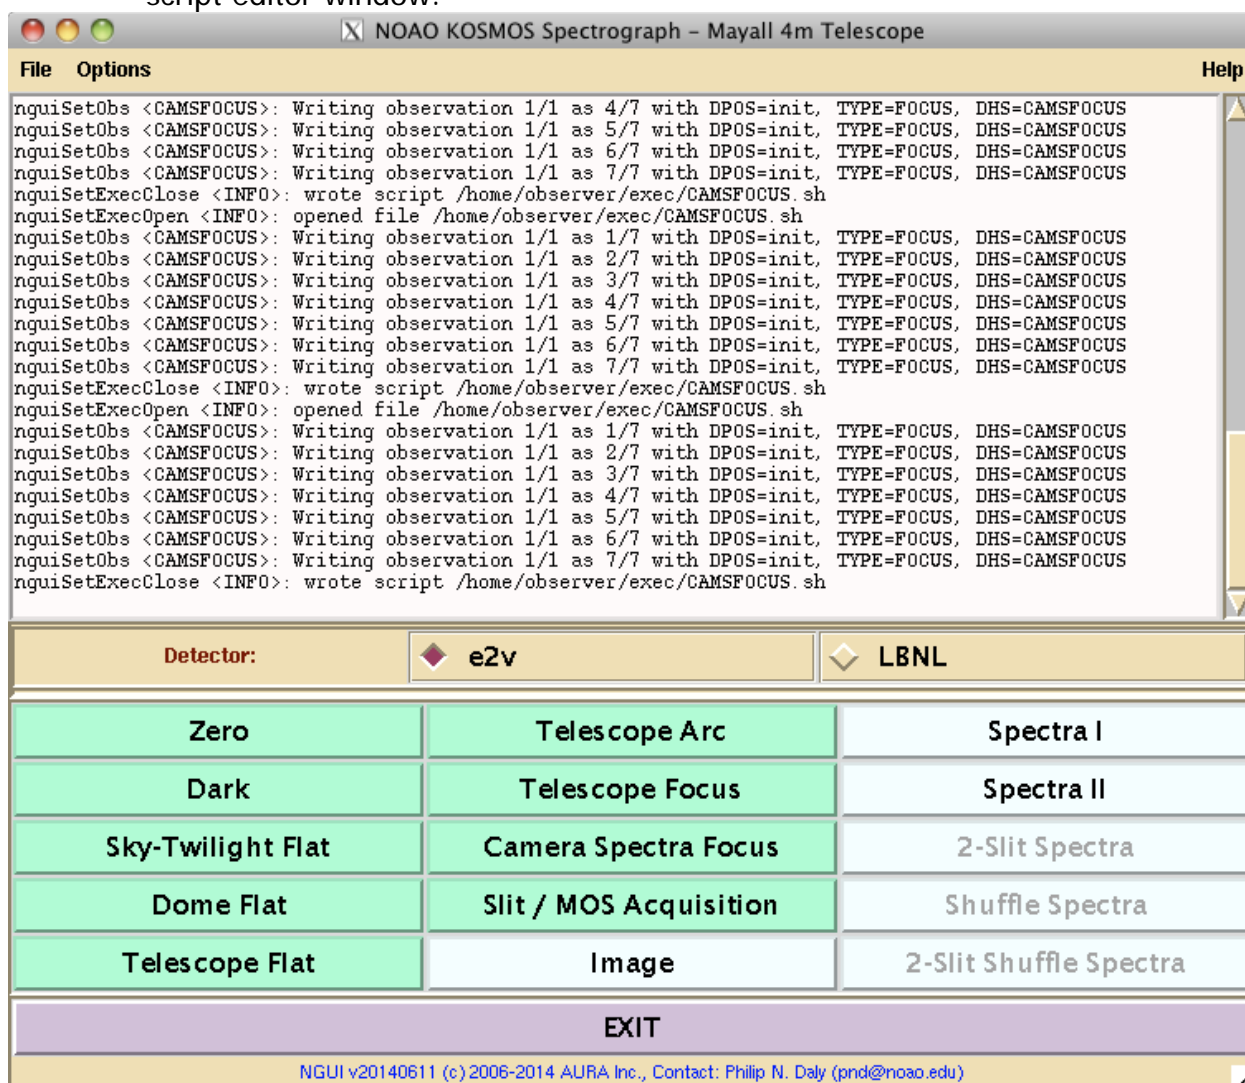 script editor window.
X NOAO KOSMOS Spectrograph – Mayall 4m Telescope
File Options Help
nguiSetObs <CAMSFOCUS>: Writing observation 1/1 as 4/7 with DPOS=init, TYPE=FOCUS, DHS=CAMSFOCUS
nguiSetObs <CAMSFOCUS>: Writing observation 1/1 as 5/7 with DPOS=init, TYPE=FOCUS, DHS=CAMSFOCUS
nguiSetObs <CAMSFOCUS>: Writing observation 1/1 as 6/7 with DPOS=init, TYPE=FOCUS, DHS=CAMSFOCUS
nguiSetObs <CAMSFOCUS>: Writing observation 1/1 as 7/7 with DPOS=init, TYPE=FOCUS, DHS=CAMSFOCUS
nguiSetExecClose <INFO>: wrote script /home/observer/exec/CAMSFOCUS.sh
nguiSetExecOpen <INFO>: opened file /home/observer/exec/CAMSFOCUS.sh
nguiSetObs <CAMSFOCUS>: Writing observation 1/1 as 1/7 with DPOS=init, TYPE=FOCUS, DHS=CAMSFOCUS
nguiSetObs <CAMSFOCUS>: Writing observation 1/1 as 2/7 with DPOS=init, TYPE=FOCUS, DHS=CAMSFOCUS
nguiSetObs <CAMSFOCUS>: Writing observation 1/1 as 3/7 with DPOS=init, TYPE=FOCUS, DHS=CAMSFOCUS
nguiSetObs <CAMSFOCUS>: Writing observation 1/1 as 4/7 with DPOS=init, TYPE=FOCUS, DHS=CAMSFOCUS
nguiSetObs <CAMSFOCUS>: Writing observation 1/1 as 5/7 with DPOS=init, TYPE=FOCUS, DHS=CAMSFOCUS
nguiSetObs <CAMSFOCUS>: Writing observation 1/1 as 6/7 with DPOS=init, TYPE=FOCUS, DHS=CAMSFOCUS
nguiSetObs <CAMSFOCUS>: Writing observation 1/1 as 7/7 with DPOS=init, TYPE=FOCUS, DHS=CAMSFOCUS
nguiSetExecClose <INFO>: wrote script /home/observer/exec/CAMSFOCUS.sh
nguiSetExecOpen <INFO>: opened file /home/observer/exec/CAMSFOCUS.sh
nguiSetObs <CAMSFOCUS>: Writing observation 1/1 as 1/7 with DPOS=init, TYPE=FOCUS, DHS=CAMSFOCUS
nguiSetObs <CAMSFOCUS>: Writing observation 1/1 as 2/7 with DPOS=init, TYPE=FOCUS, DHS=CAMSFOCUS
nguiSetObs <CAMSFOCUS>: Writing observation 1/1 as 3/7 with DPOS=init, TYPE=FOCUS, DHS=CAMSFOCUS
nguiSetObs <CAMSFOCUS>: Writing observation 1/1 as 4/7 with DPOS=init, TYPE=FOCUS, DHS=CAMSFOCUS
nguiSetObs <CAMSFOCUS>: Writing observation 1/1 as 5/7 with DPOS=init, TYPE=FOCUS, DHS=CAMSFOCUS
nguiSetObs <CAMSFOCUS>: Writing observation 1/1 as 6/7 with DPOS=init, TYPE=FOCUS, DHS=CAMSFOCUS
nguiSetObs <CAMSFOCUS>: Writing observation 1/1 as 7/7 with DPOS=init, TYPE=FOCUS, DHS=CAMSFOCUS
nguiSetExecClose <INFO>: wrote script /home/observer/exec/CAMSFOCUS.sh
Detector: e2v LBNL
Zero Telescope Arc Spectra I
Dark Telescope Focus Spectra II
Sky-Twilight Flat Camera Spectra Focus 2-Slit Spectra
Dome Flat Slit / MOS Acquisition Shuffle Spectra
Telescope Flat Image 2-Slit Shuffle Spectra
EXIT
NGUI v20140611 (c) 2006-2014 AURA Inc., Contact: Philip N. Daly (pnd@noao.edu)